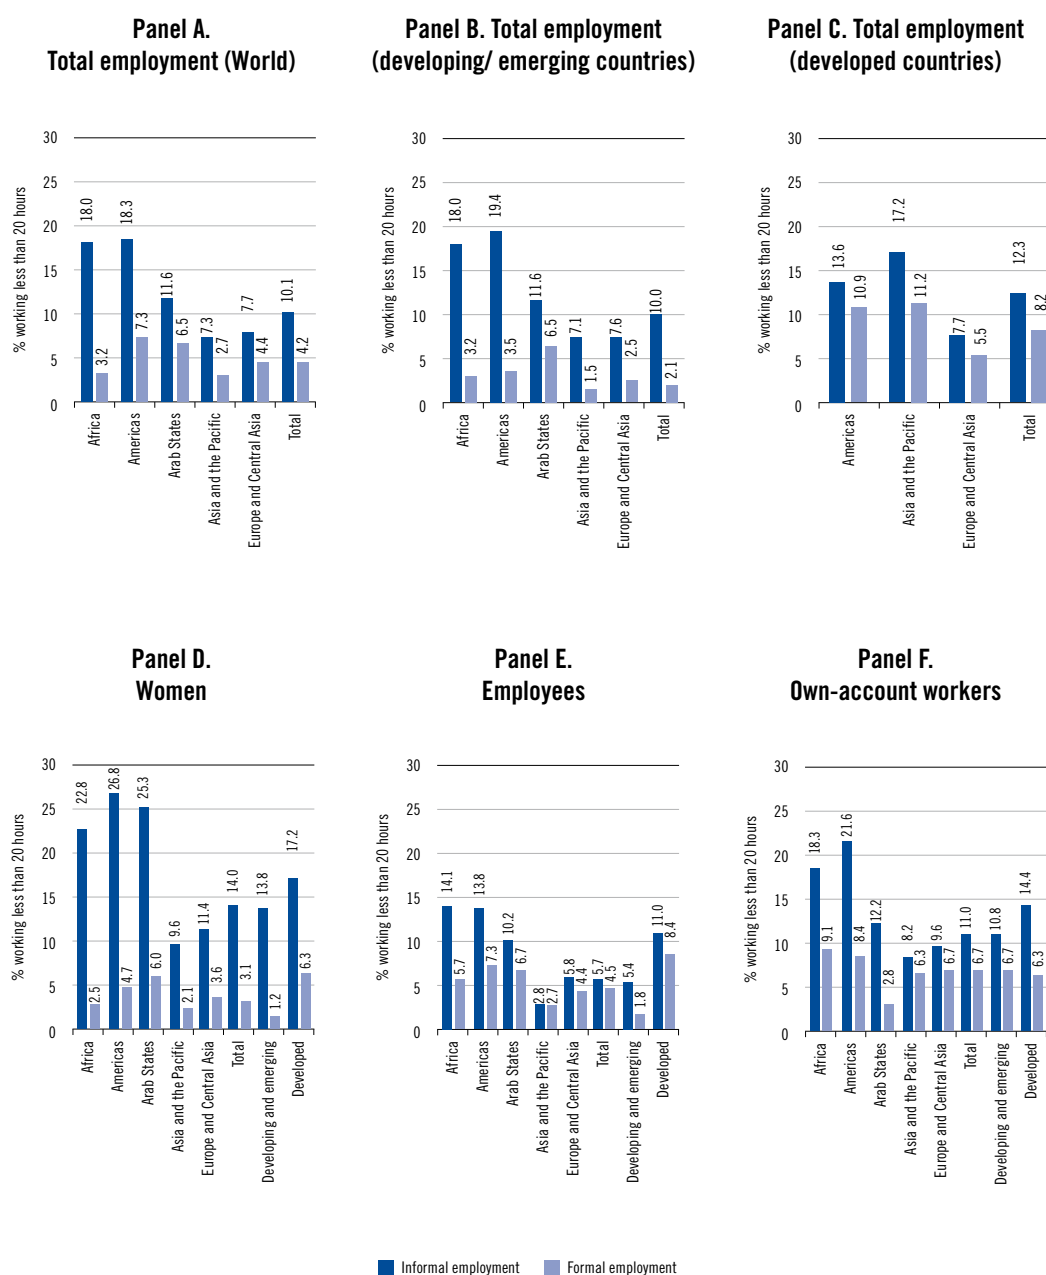 Panel A.
Total employment (World)
% working less than 20 hours
30
25
20
15
10
5
0
18.0
3.2
18.3
7.3
11.6
6.5
7.3
2.7
7.7
4.4
10.1
4.2
Africa
Americas
Arab States
Asia and the Pacific
Europe and Central Asia
Total
Panel B. Total employment
(developing/ emerging countries)
% working less than 20 hours
30
25
20
15
10
5
0
18.0
3.2
19.4
3.5
11.6
6.5
7.1
1.5
7.6
2.5
10.0
2.1
Africa
Americas
Arab States
Asia and the Pacific
Europe and Central Asia
Total
Panel C. Total employment
(developed countries)
% working less than 20 hours
30
25
20
15
10
5
0
13.6
10.9
17.2
11.2
7.7
5.5
12.3
8.2
Americas
Asia and the Pacific
Europe and Central Asia
Total
Panel D.
Women
% working less than 20 hours
30
25
20
15
10
5
0
22.8
2.5
26.8
4.7
25.3
6.0
9.6
2.1
11.4
3.6
14.0
3.1
13.8
1.2
17.2
6.3
Africa
Americas
Arab States
Asia and the Pacific
Europe and Central Asia
Total
Developing and emerging
Developed
Panel E.
Employees
% working less than 20 hours
30
25
20
15
10
5
0
14.1
5.7
13.8
7.3
10.2
6.7
2.8
2.7
5.8
4.4
5.7
4.5
5.4
1.8
11.0
8.4
Africa
Americas
Arab States
Asia and the Pacific
Europe and Central Asia
Total
Developing and emerging
Developed
Panel F.
Own-account workers
% working less than 20 hours
30
25
20
15
10
5
0
18.3
9.1
21.6
8.4
12.2
2.8
8.2
6.3
9.6
6.7
11.0
6.7
10.8
6.7
14.4
6.3
Africa
Americas
Arab States
Asia and the Pacific
Europe and Central Asia
Total
Developing and emerging
Developed
Informal employment
Formal employment